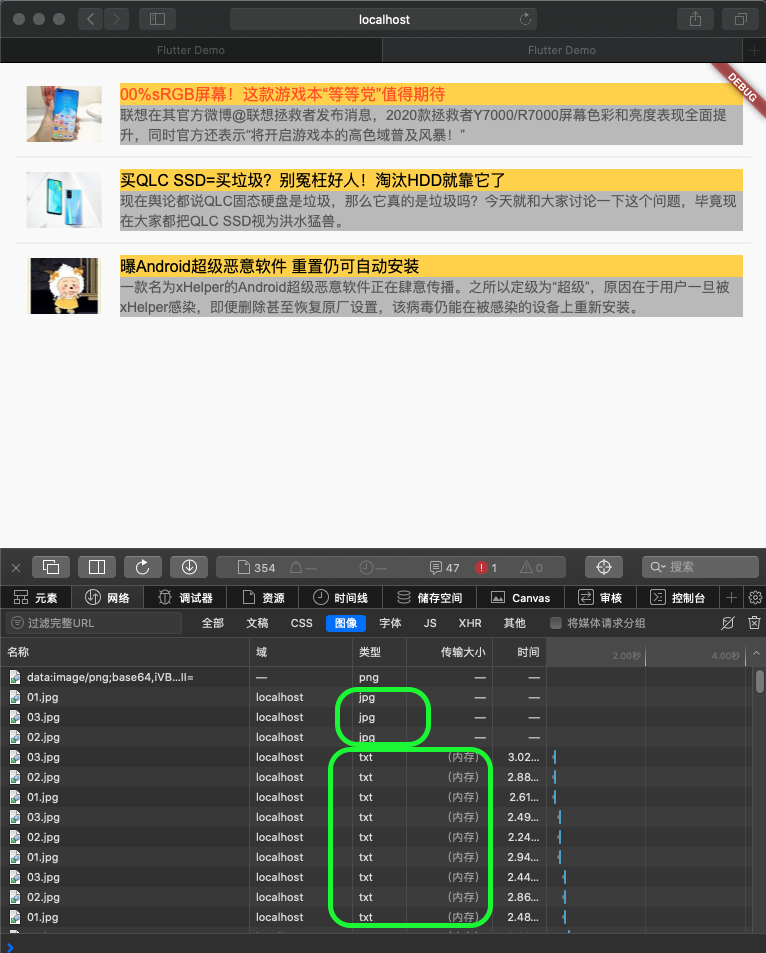 localhost
Flutter Demo
Flutter Demo
DEBUG
00%sRGB屏幕！这款游戏本“等等党”值得期待
联想在其官方微博@联想拯救者发布消息，2020款拯救者Y7000/R7000屏幕色彩和亮度表现全面提
升，同时官方还表示“将开启游戏本的高色域普及风暴！”
买QLC SSD=买垃圾？别冤枉好人！淘汰HDD就靠它了
现在舆论都说QLC固态硬盘是垃圾，那么它真的是垃圾吗？今天就和大家讨论一下这个问题，毕竟现
在大家都把QLC SSD视为洪水猛兽。
曝Android超级恶意软件 重置仍可自动安装
一款名为xHelper的Android超级恶意软件正在肆意传播。之所以定级为“超级”，原因在于用户一旦被
xHelper感染，即便删除甚至恢复原厂设置，该病毒仍能在被感染的设备上重新安装。
354 — — 47 1 0 搜索
元素 网络 调试器 资源 时间线 储存空间 Canvas 审核 控制台
过滤完整URL 全部 文稿 CSS 图像 字体 JS XHR 其他 将媒体请求分组
名称 域 类型 传输大小 时间 2.00秒 4.00秒
data:image/png;base64,iVB…II= — png — —
01.jpg localhost jpg — —
03.jpg localhost jpg — —
02.jpg localhost jpg — —
03.jpg localhost txt （内存） 3.02…
02.jpg localhost txt （内存） 2.88…
01.jpg localhost txt （内存） 2.61…
03.jpg localhost txt （内存） 2.49…
02.jpg localhost txt （内存） 2.24…
01.jpg localhost txt （内存） 2.94…
03.jpg localhost txt （内存） 2.44…
02.jpg localhost txt （内存） 2.86…
01.jpg localhost txt （内存） 2.48…